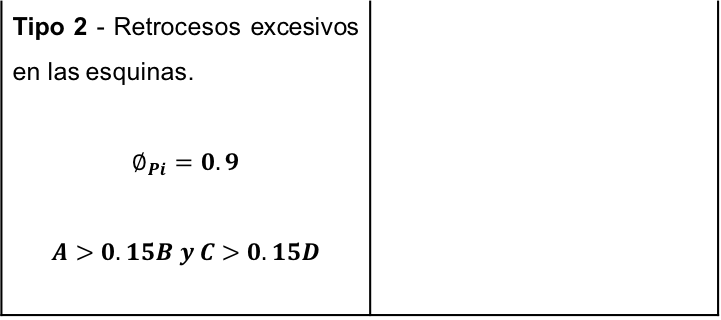 Tipo 2 - Retrocesos excesivos
en las esquinas.
∅Pi = 0.9
A > 0.15B y C > 0.15D